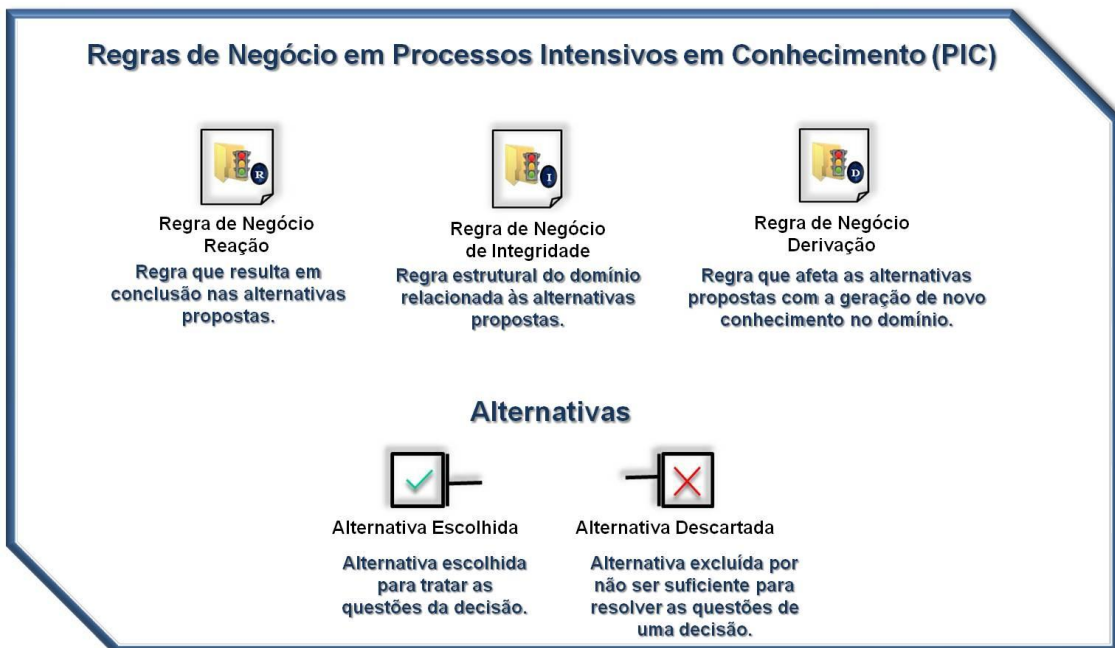 Regras de Negócio em Processos Intensivos em Conhecimento (PIC)
R
I
D
Regra de Negócio
Reação
Regra que resulta em
conclusão nas alternativas
propostas.
Regra de Negócio
de Integridade
Regra estrutural do domínio
relacionada às alternativas
propostas.
Regra de Negócio
Derivação
Regra que afeta as alternativas
propostas com a geração de novo
conhecimento no domínio.
Alternativas
Alternativa Escolhida
Alternativa escolhida
para tratar as
questões da decisão.
Alternativa Descartada
Alternativa excluída por
não ser suficiente para
resolver as questões de
uma decisão.